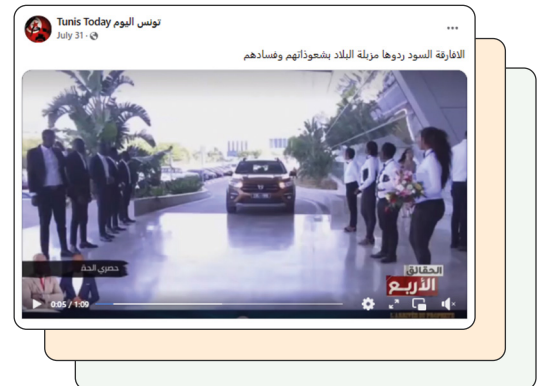 Tunis Today تونس اليوم
July 31
الافارقة السود ردوها مزبلة البلاد بشعوذاتهم وفسادهم
الحقائق
الأربع
0:05 / 1:09